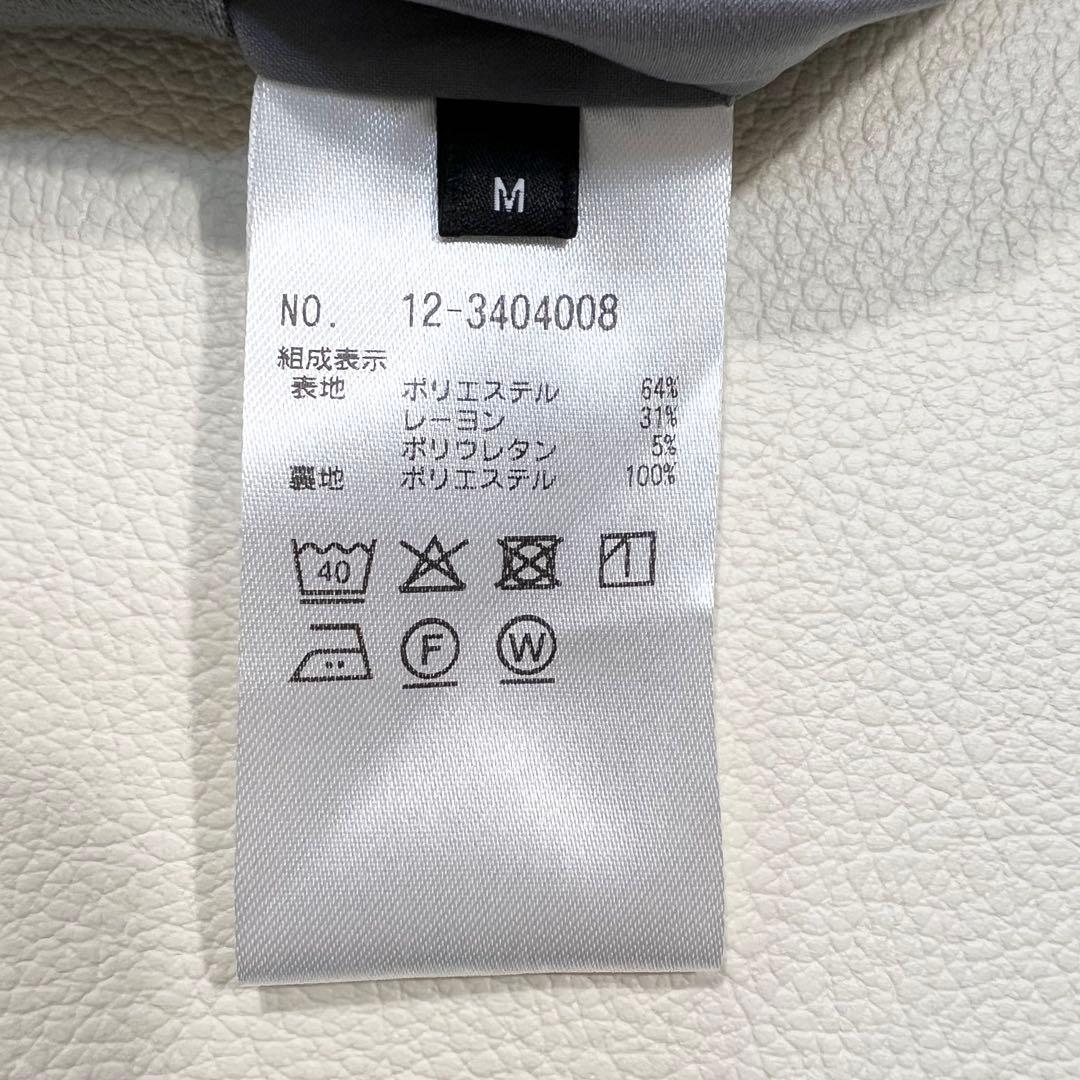 M
NO. 12-3404008
組成表示
表地 ポリエステル 64%
レーヨン 31%
ポリウレタン 5%
裏地 ポリエステル 100%
40
F W